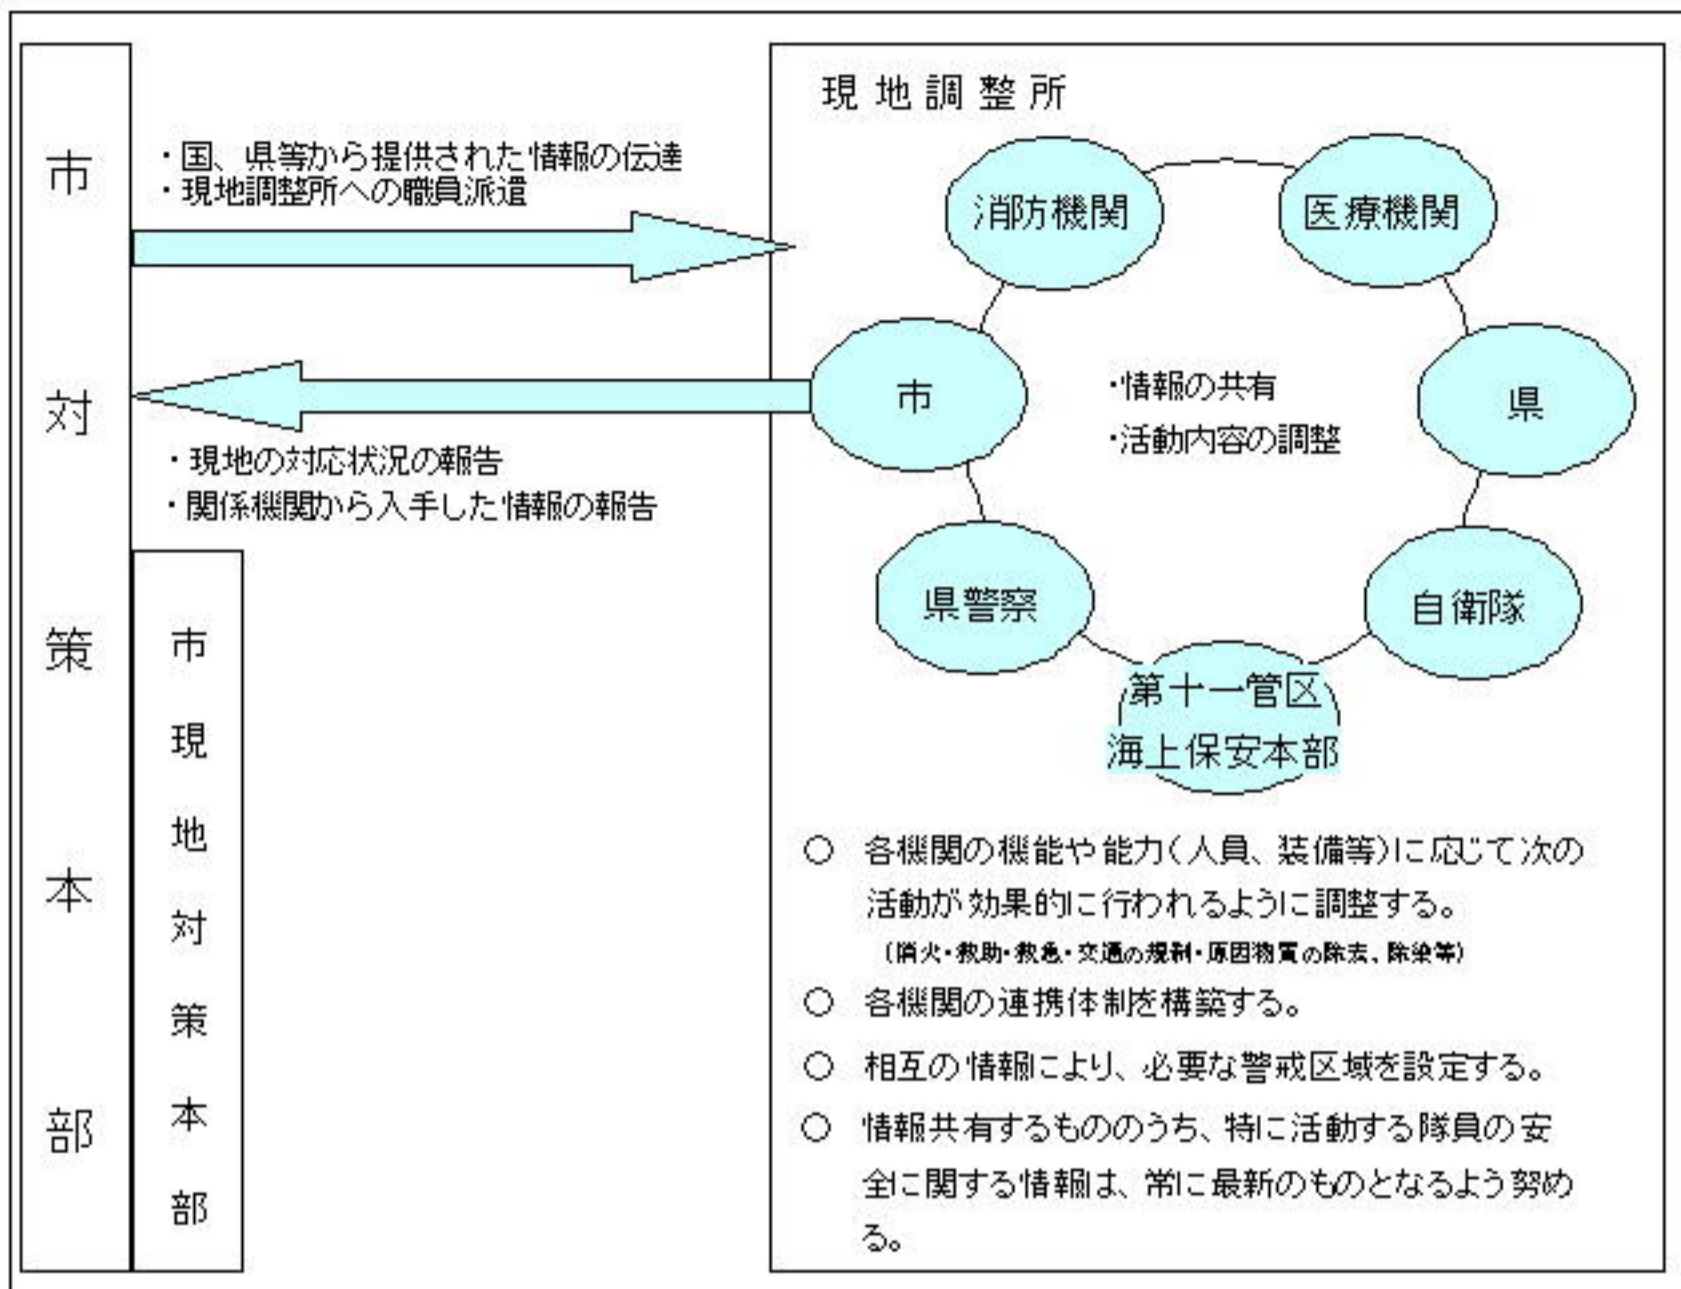 市対策本部
・国、県等から提供された情報の伝達
・現地調整所への職員派遣
・現地の対応状況の報告
・関係機関から入手した情報の報告
市現地対策本部
現地調整所
消防機関
医療機関
市
県
・情報の共有
・活動内容の調整
県警察
自衛隊
第十一管区
海上保安本部
○ 各機関の機能や能力(人員、装備等)に応じて次の
活動が効果的に行われるように調整する。
(消火・救助・救急・交通の規制・原因物質の除去、除染等)
○ 各機関の連携体制を構築する。
○ 相互の情報により、必要な警戒区域を設定する。
○ 情報共有するもののうち、特に活動する隊員の安
全に関する情報は、常に最新のものとなるよう努め
る。